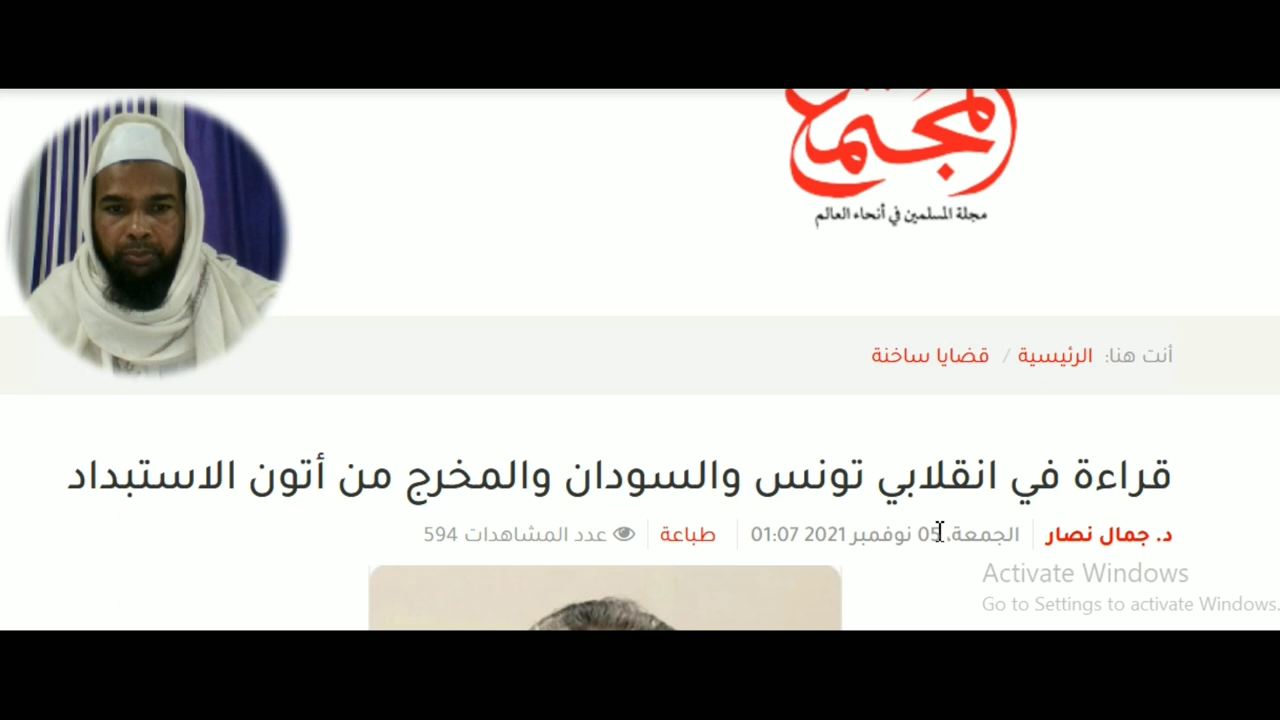 المجتمع
مجلة المسلمين في أنحاء العالم
أنت هنا: الرئيسية / قضايا ساخنة
قراءة في انقلابي تونس والسودان والمخرج من أتون الاستبداد
د. جمال نصار الجمعة، 05 نوفمبر 2021 01:07 طباعة عدد المشاهدات 594
Activate Windows
Go to Settings to activate Windows.